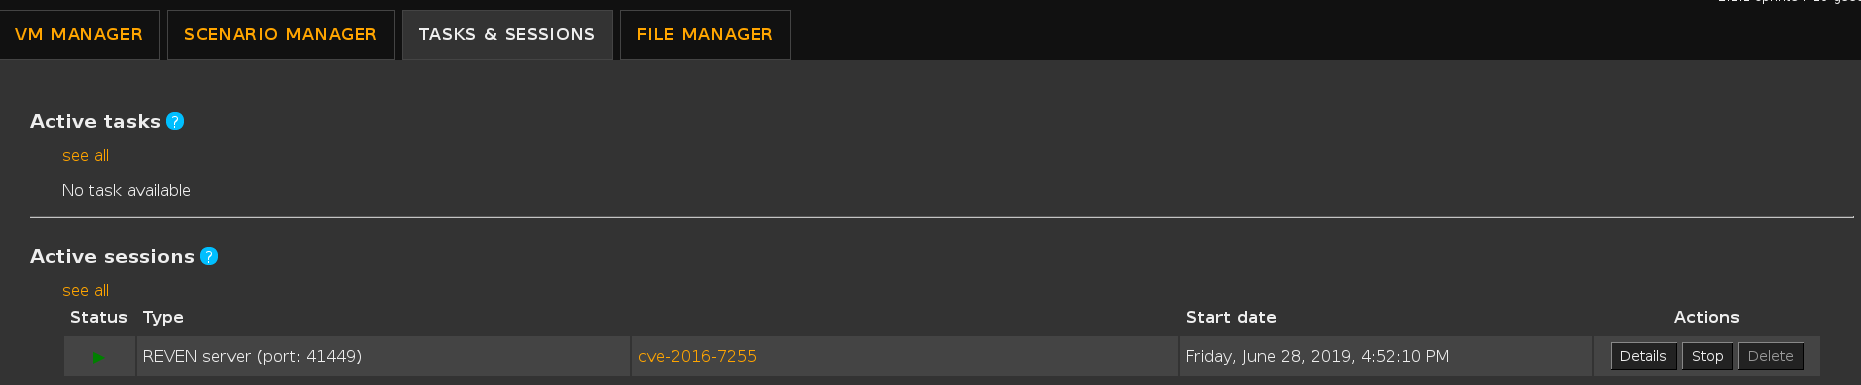 VM MANAGER SCENARIO MANAGER TASKS & SESSIONS FILE MANAGER
Active tasks ?
see all
No task available
Active sessions ?
see all
Status Type Start date Actions
REVEN server (port: 41449) cve-2016-7255 Friday, June 28, 2019, 4:52:10 PM Details Stop Delete